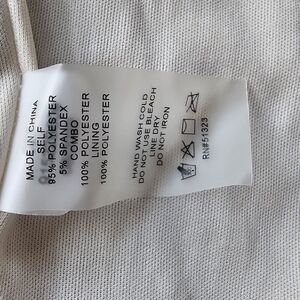 MADE IN CHINA
SELF
95% POLYESTER
5% SPANDEX
COMBO
100% POLYESTER
LINING
100% POLYESTER
HAND WASH COLD
DO NOT USE BLEACH
LINE DRY
DO NOT IRON
RN#51323